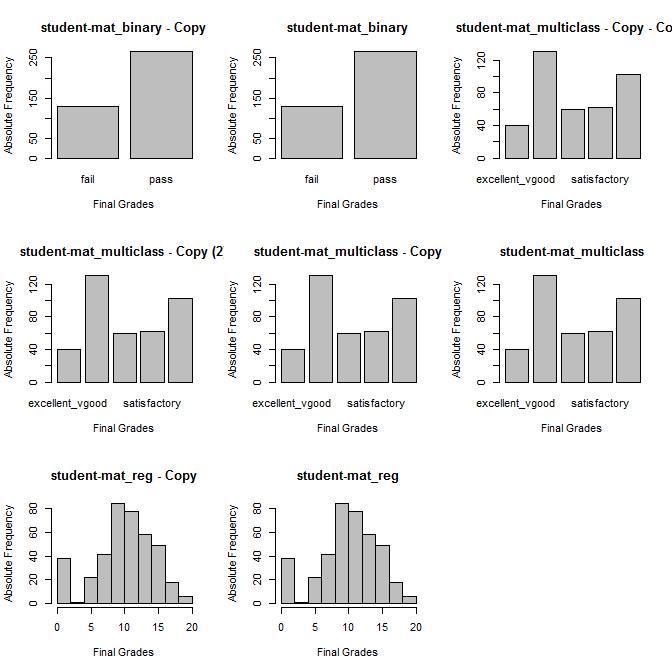 student-mat_binary - Copy
Absolute Frequency
0
50
150
250
fail
pass
Final Grades
student-mat_binary
Absolute Frequency
0
50
150
250
fail
pass
Final Grades
student-mat_multiclass - Copy - Co
Absolute Frequency
0
40
80
120
excellent_vgood
satisfactory
Final Grades
student-mat_multiclass - Copy (2
Absolute Frequency
0
40
80
120
excellent_vgood
satisfactory
Final Grades
student-mat_multiclass - Copy
Absolute Frequency
0
40
80
120
excellent_vgood
satisfactory
Final Grades
student-mat_multiclass
Absolute Frequency
0
40
80
120
excellent_vgood
satisfactory
Final Grades
student-mat_reg - Copy
Absolute Frequency
0
20
40
60
80
0 5 10 15 20
Final Grades
student-mat_reg
Absolute Frequency
0
20
40
60
80
0 5 10 15 20
Final Grades